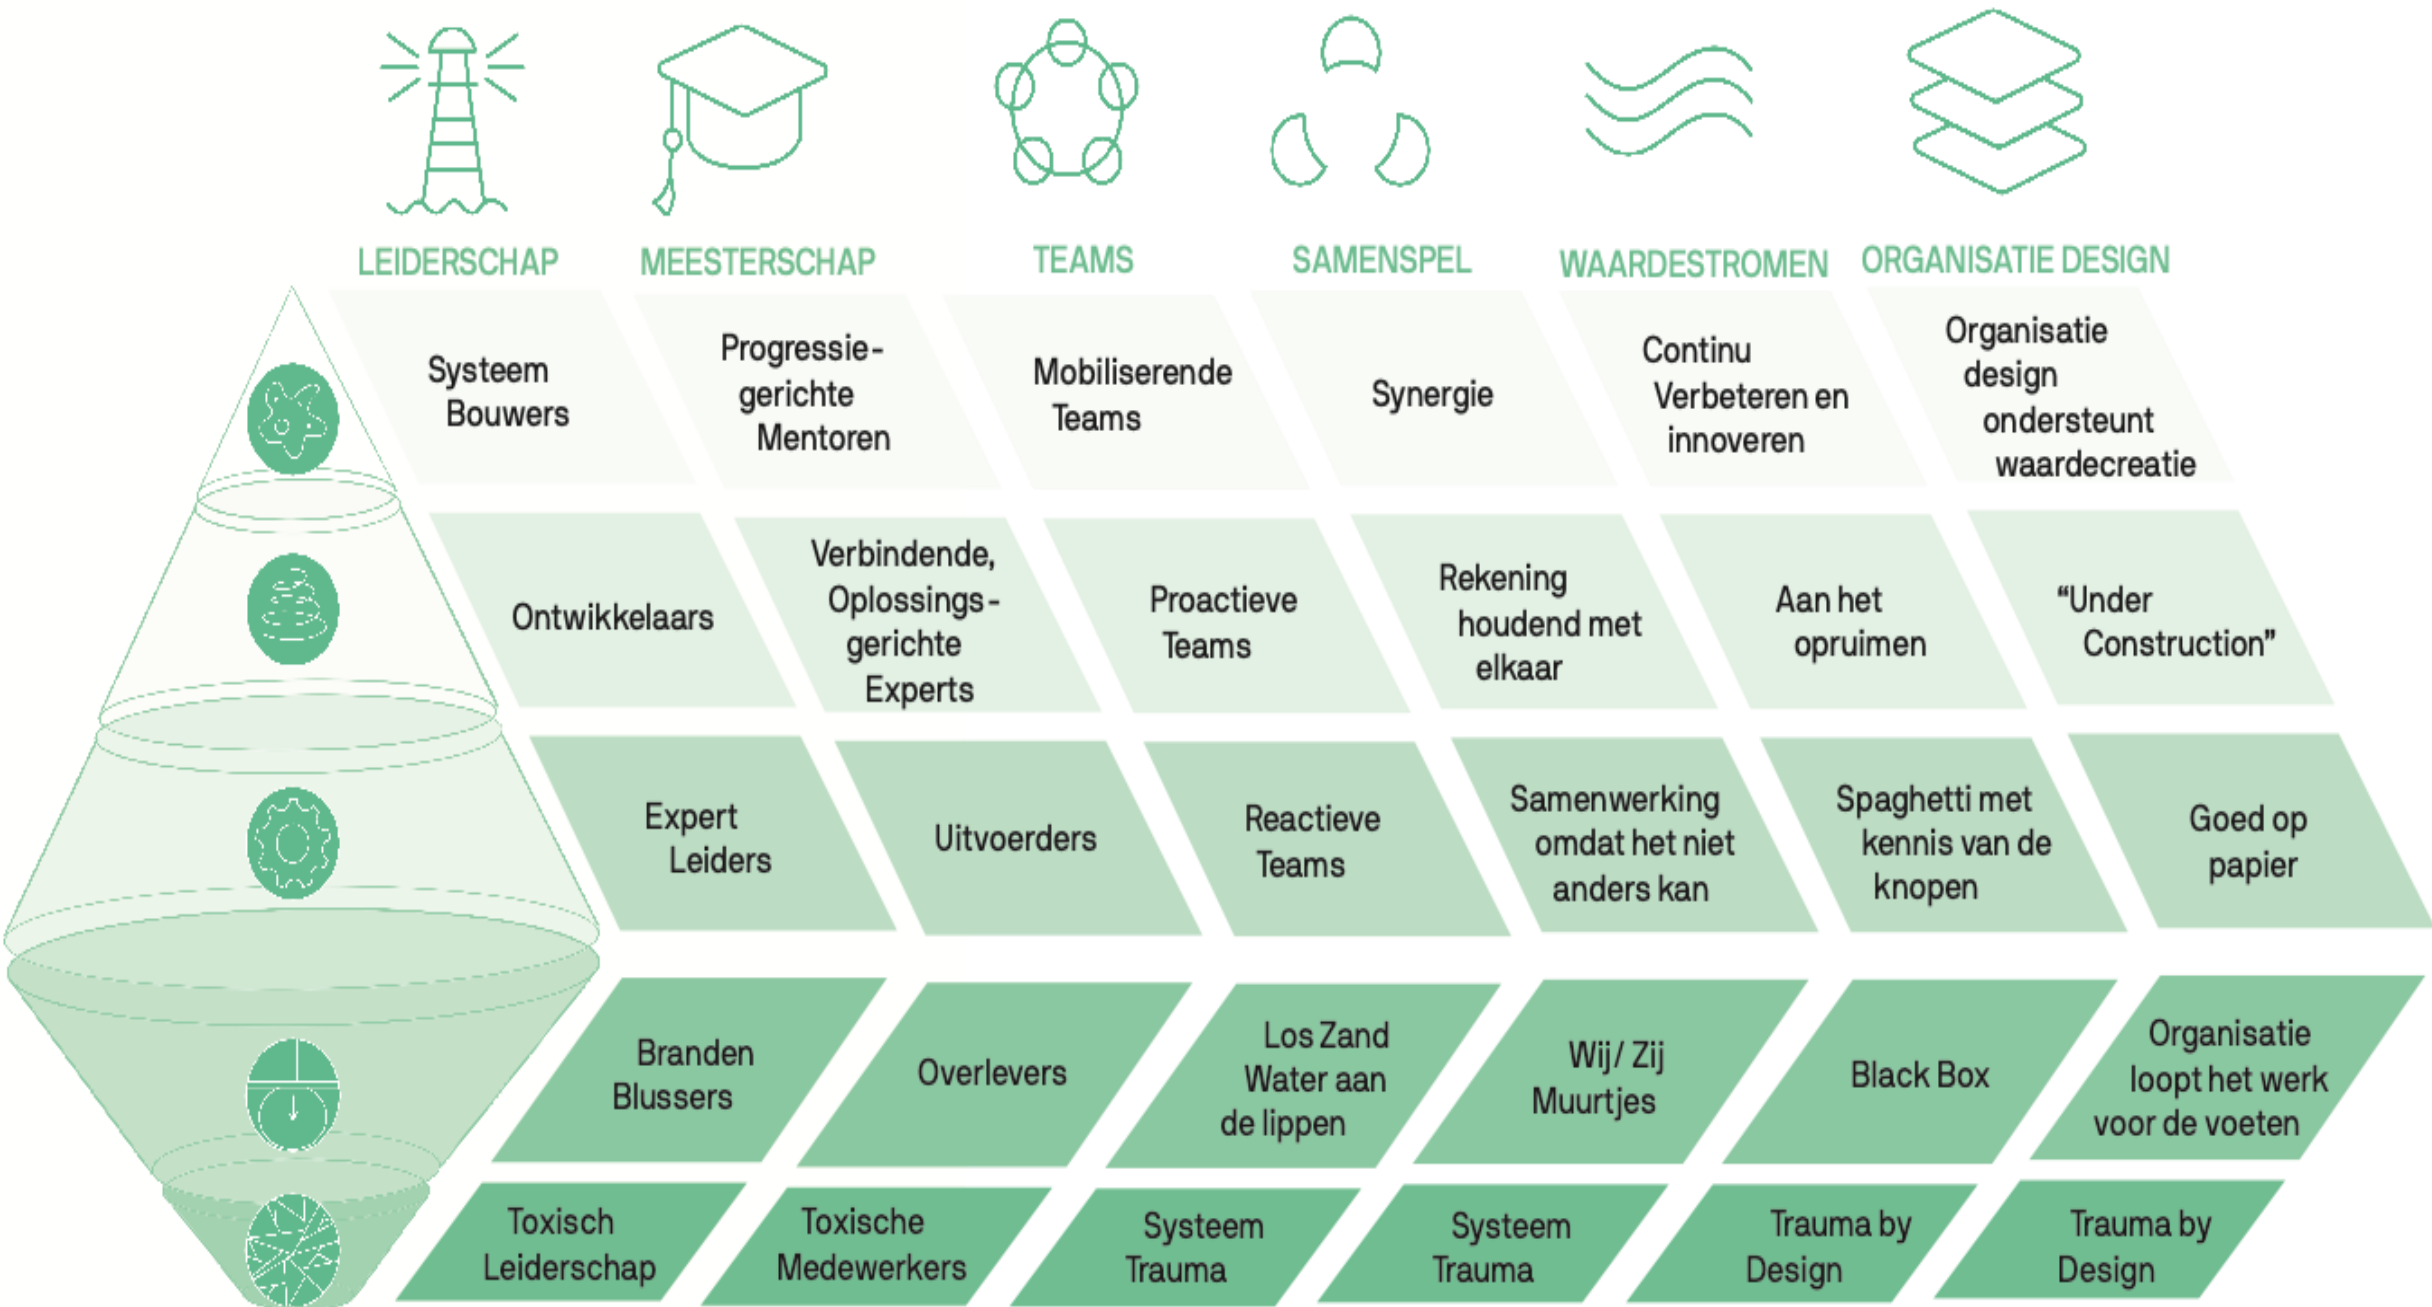 LEIDERSCHAP
MEESTERSCHAP
TEAMS
SAMENSPEL
WAARDESTROMEN
ORGANISATIE DESIGN
Systeem
Bouwers
Progressie-
gerichte
Mentoren
Mobiliserende
Teams
Synergie
Continu
Verbeteren en
innoveren
Organisatie
design
ondersteunt
waardecreatie
Ontwikkelaars
Verbindende,
Oplossings-
gerichte
Experts
Proactieve
Teams
Rekening
houdend met
elkaar
Aan het
opruimen
“Under
Construction”
Expert
Leiders
Uitvoerders
Reactieve
Teams
Samenwerking
omdat het niet
anders kan
Spaghetti met
kennis van de
knopen
Goed op
papier
Branden
Blussers
Overlevers
Los Zand
Water aan
de lippen
Wij/ Zij
Muurtjes
Black Box
Organisatie
loopt het werk
voor de voeten
Toxisch
Leiderschap
Toxische
Medewerkers
Systeem
Trauma
Systeem
Trauma
Trauma by
Design
Trauma by
Design